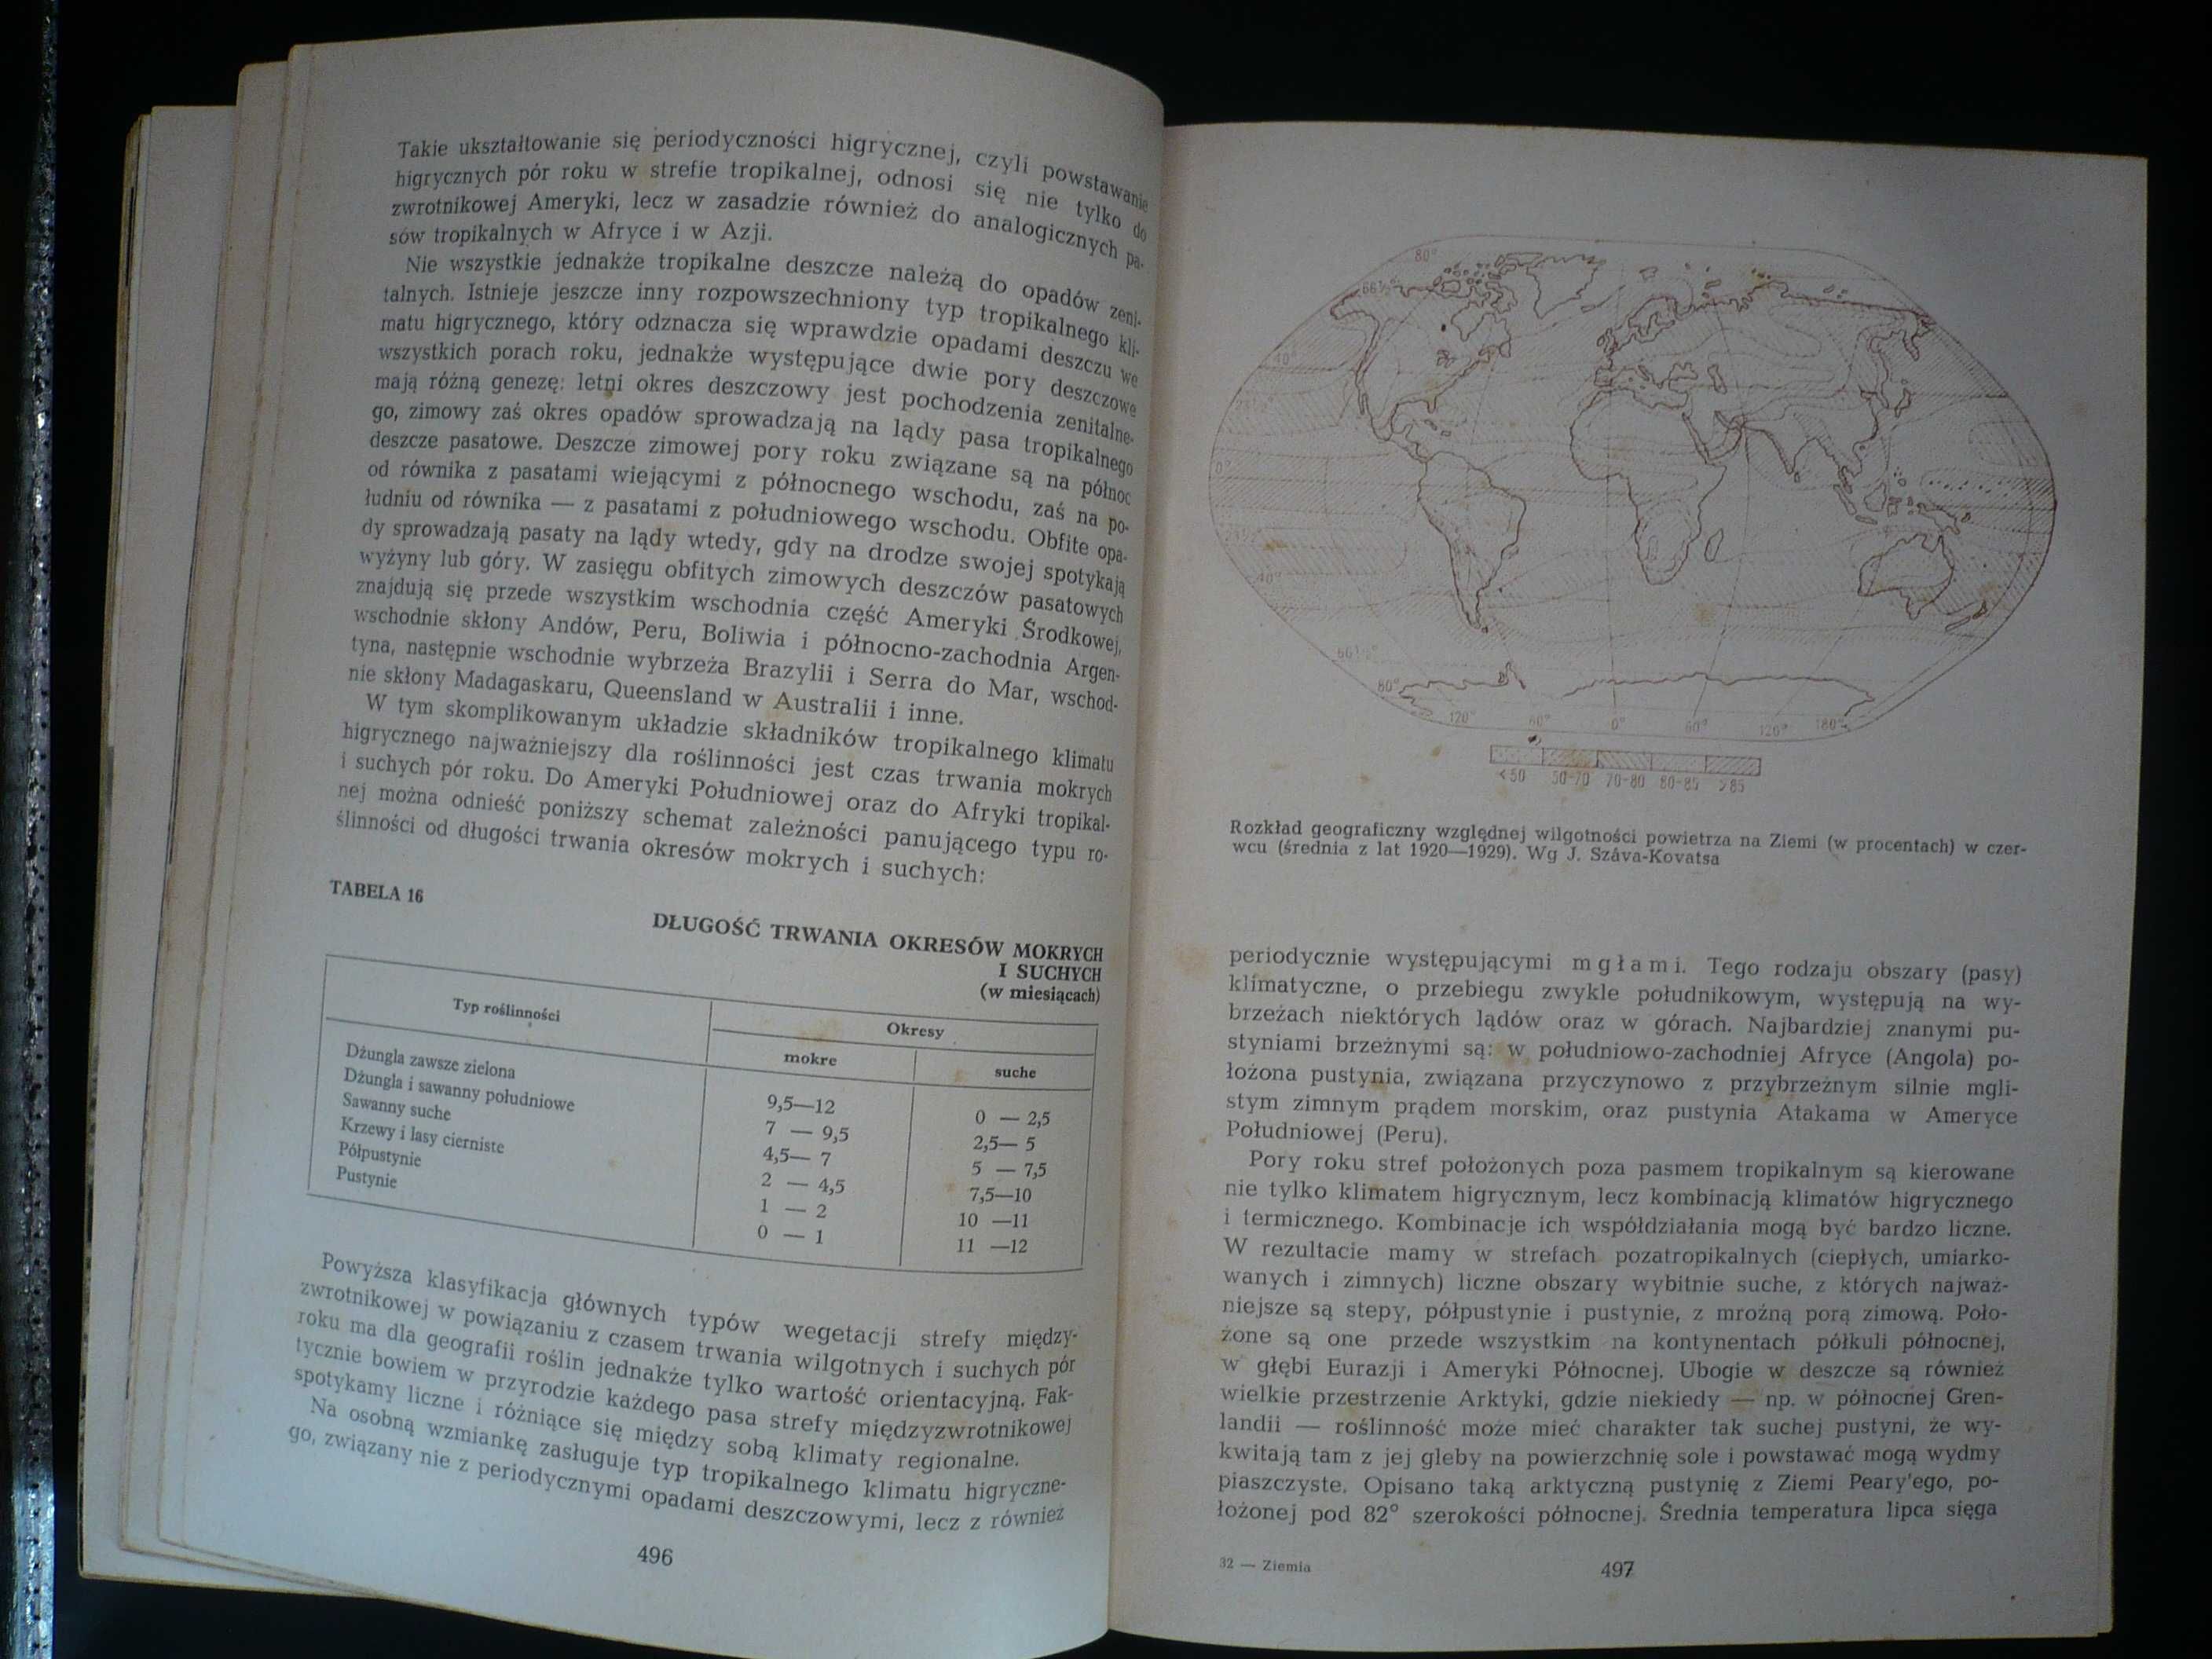 Takie ukształtowanie się periodyczności higrycznej, czyli powstawanie
higrycznych pór roku w strefie tropikalnej, odnosi się nie tylko do
zwrotnikowej Ameryki, lecz w zasadzie również do analogicznych pa-
sów tropikalnych w Afryce i w Azji.
Nie wszystkie jednakże tropikalne deszcze należą do opadów zeni-
talnych. Istnieje jeszcze inny rozpowszechniony typ tropikalnego kli-
matu higrycznego, który odznacza się wprawdzie opadami deszczu we
wszystkich porach roku, jednakże występujące dwie pory deszczowe
mają różną genezę: letni okres deszczowy jest pochodzenia zenitalne-
go, zimowy zaś okres opadów sprowadzają na lądy pasa tropikalnego
deszcze pasatowe. Deszcze zimowej pory roku związane są na północ
od równika z pasatami wiejącymi z północnego wschodu, zaś na po-
łudniu od równika — z pasatami z południowego wschodu. Obfite opa-
dy sprowadzają pasaty na lądy wtedy, gdy na drodze swojej spotykają
wyżyny lub góry. W zasięgu obfitych zimowych deszczów pasatowych
znajdują się przede wszystkim wschodnia część Ameryki Środkowej,
wschodnie skłony Andów, Peru, Boliwia i północno-zachodnia Argen-
tyna, następnie wschodnie wybrzeża Brazylii i Serra do Mar, wschod-
nie skłony Madagaskaru, Queensland w Australii i inne.
W tym skomplikowanym układzie składników tropikalnego klimatu
higrycznego najważniejszy dla roślinności jest czas trwania mokrych
i suchych pór roku. Do Ameryki Południowej oraz do Afryki tropikal-
nej można odnieść poniższy schemat zależności panującego typu ro-
ślinności od długości trwania okresów mokrych i suchych:
TABELA 16
DŁUGOŚĆ TRWANIA OKRESÓW MOKRYCH
I SUCHYCH
(w miesiącach)
Typ roślinności
Okresy
mokre suche
Dżungla zawsze zielona 9,5—12 0 — 2,5
Dżungla i sawanny południowe 7 — 9,5 2,5— 5
Sawanny suche 4,5— 7 5 — 7,5
Krzewy i lasy cierniste 2 — 4,5 7,5—10
Półpustynie 1 — 2 10 —11
Pustynie 0 — 1 11 —12
Powyższa klasyfikacja głównych typów wegetacji strefy między-
zwrotnikowej w powiązaniu z czasem trwania wilgotnych i suchych pór
roku ma dla geografii roślin jednakże tylko wartość orientacyjną. Fak-
tycznie bowiem w przyrodzie każdego pasa strefy międzyzwrotnikowej
spotykamy liczne i różniące się między sobą klimaty regionalne.
Na osobną wzmiankę zasługuje typ tropikalnego klimatu higryczne-
go, związany nie z periodycznymi opadami deszczowymi, lecz z również
496
80°
66½°
40°
0°
40°
66½°
80°
120° 60° 0° 60° 120° 180°
<50 50-70 70-80 80-85 >85
Rozkład geograficzny względnej wilgotności powietrza na Ziemi (w procentach) w czer-
wcu (średnia z lat 1920—1929). Wg J. Száva-Kovatsa
periodycznie występującymi mgłami. Tego rodzaju obszary (pasy)
klimatyczne, o przebiegu zwykle południkowym, występują na wy-
brzeżach niektórych lądów oraz w górach. Najbardziej znanymi pu-
styniami brzeżnymi są: w południowo-zachodniej Afryce (Angola) po-
łożona pustynia, związana przyczynowo z przybrzeżnym silnie mgli-
stym zimnym prądem morskim, oraz pustynia Atakama w Ameryce
Południowej (Peru).
Pory roku stref położonych poza pasmem tropikalnym są kierowane
nie tylko klimatem higrycznym, lecz kombinacją klimatów higrycznego
i termicznego. Kombinacje ich współdziałania mogą być bardzo liczne.
W rezultacie mamy w strefach pozatropikalnych (ciepłych, umiarko-
wanych i zimnych) liczne obszary wybitnie suche, z których najważ-
niejsze są stepy, półpustynie i pustynie, z mroźną porą zimową. Poło-
żone są one przede wszystkim na kontynentach półkuli północnej,
w głębi Eurazji i Ameryki Północnej. Ubogie w deszcze są również
wielkie przestrzenie Arktyki, gdzie niekiedy — np. w północnej Gren-
landii — roślinność może mieć charakter tak suchej pustyni, że wy-
kwitają tam z jej gleby na powierzchnię sole i powstawać mogą wydmy
piaszczyste. Opisano taką arktyczną pustynię z Ziemi Peary'ego, po-
łożonej pod 82° szerokości północnej. Średnia temperatura lipca sięga
32 — Ziemia
497